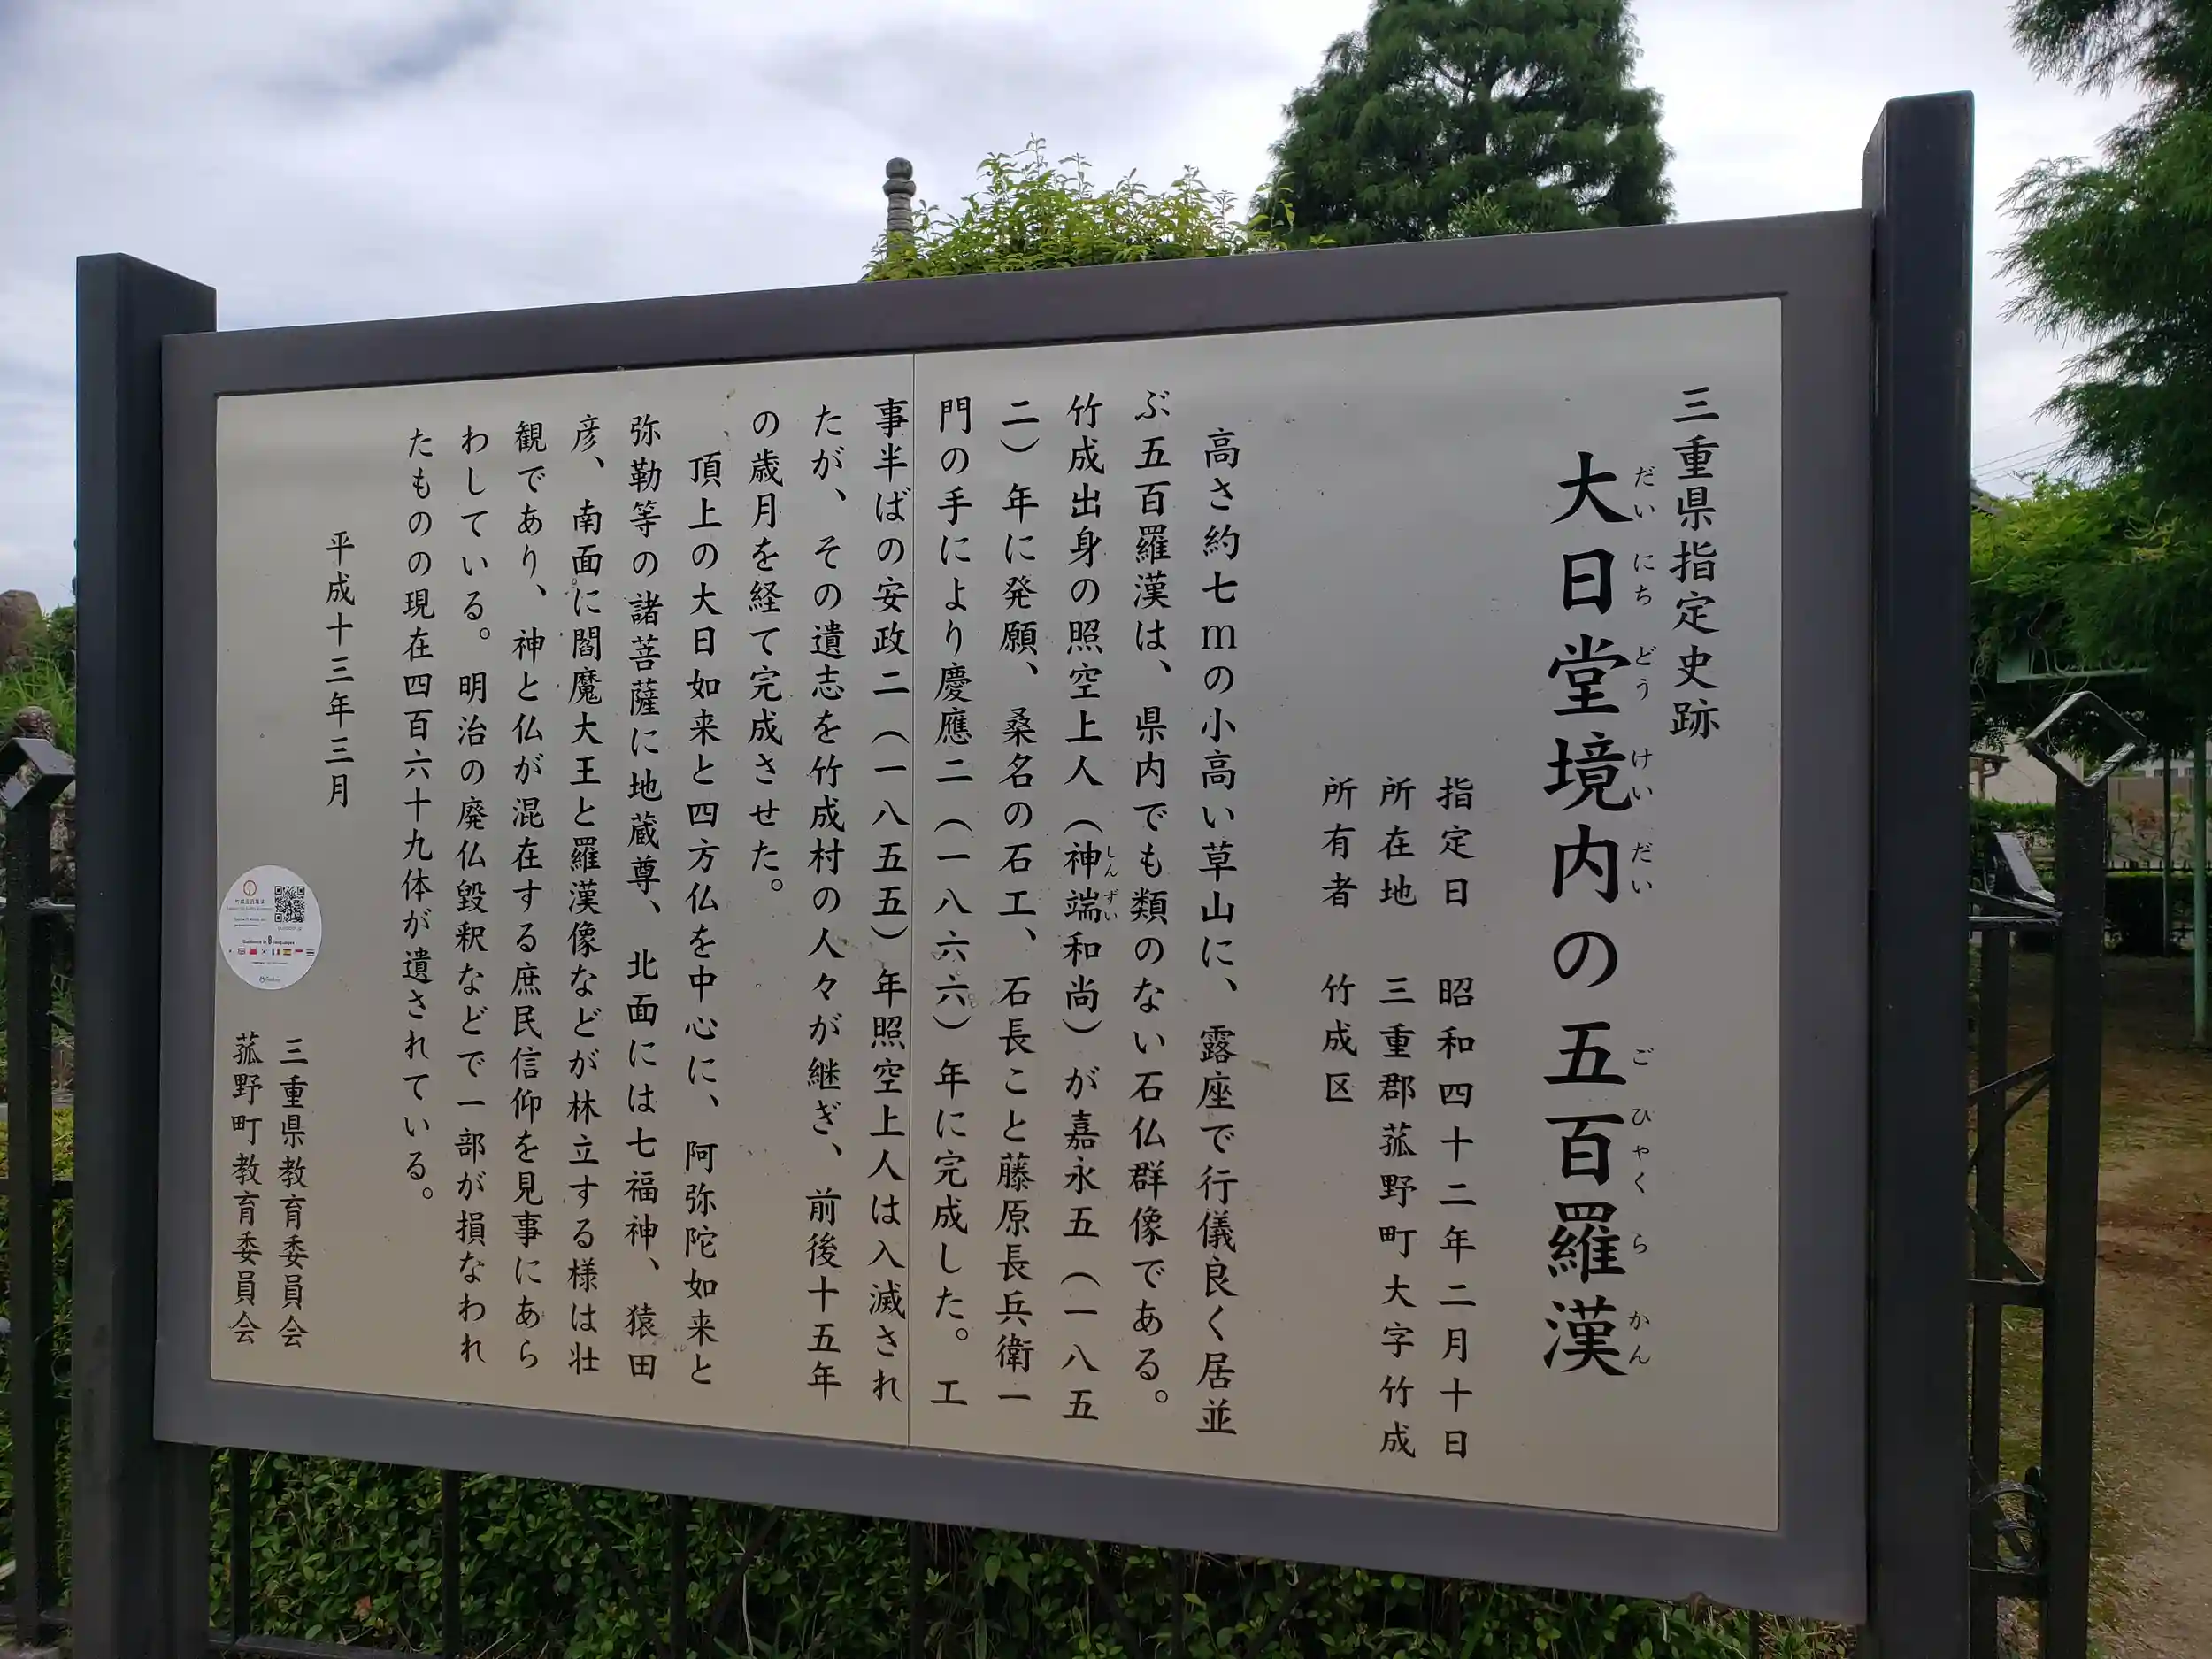 三重県指定史跡
大日堂境内の五百羅漢
だいにちどうけいだい ごひゃくらかん
指定日 昭和四十二年二月十日
所在地 三重郡菰野町大字竹成
所有者 竹成区
高さ約七mの小高い草山に、露座で行儀良く居並
ぶ五百羅漢は、県内でも類のない石仏群像である。
竹成出身の照空上人(神端和尚)が嘉永五(一八五
しんずい
二)年に発願、桑名の石工、石長こと藤原長兵衛一
門の手により慶應二(一八六六)年に完成した。工
事半ばの安政二(一八五五)年照空上人は入滅され
たが、その遺志を竹成村の人々が継ぎ、前後十五年
の歳月を経て完成させた。
頂上の大日如来と四方仏を中心に、阿弥陀如来と
弥勒等の諸菩薩に地蔵尊、北面には七福神、猿田
彦、南面に閻魔大王と羅漢像などが林立する様は壮
観であり、神と仏が混在する庶民信仰を見事にあら
わしている。明治の廃仏毀釈などで一部が損なわれ
たものの現在四百六十九体が遺されている。
平成十三年三月
三重県教育委員会
菰野町教育委員会